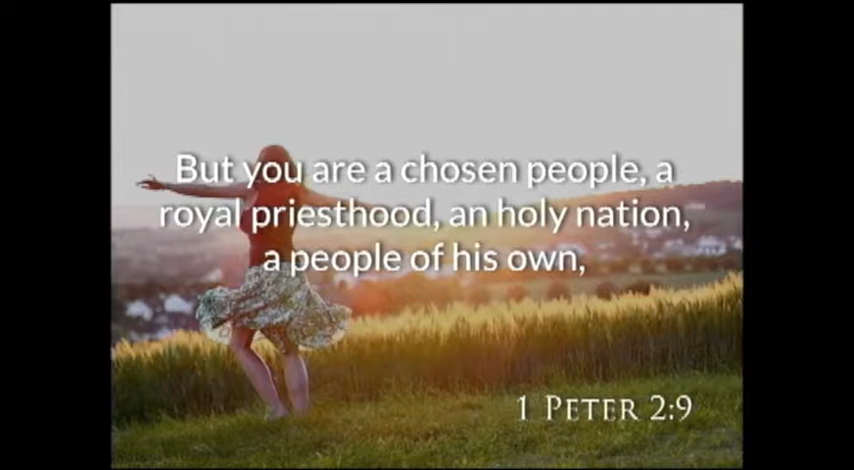 But you are a chosen people, a
royal priesthood, an holy nation,
a people of his own,
1 PETER 2:9